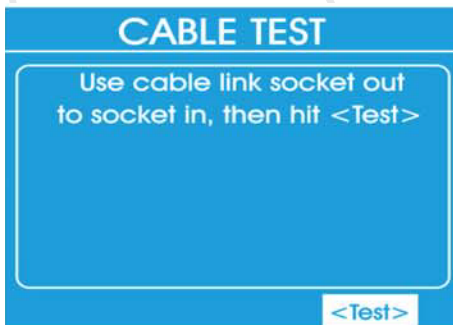 CABLE TEST
Use cable link socket out
to socket in, then hit <Test>
<Test>